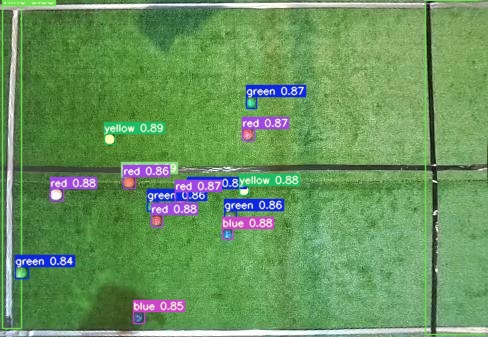 green 0.87
red 0.87
yellow 0.89
red 0.86
red 0.88
red 0.87
yellow 0.88
green 0.86
red 0.88
green 0.86
blue 0.88
green 0.84
blue 0.85